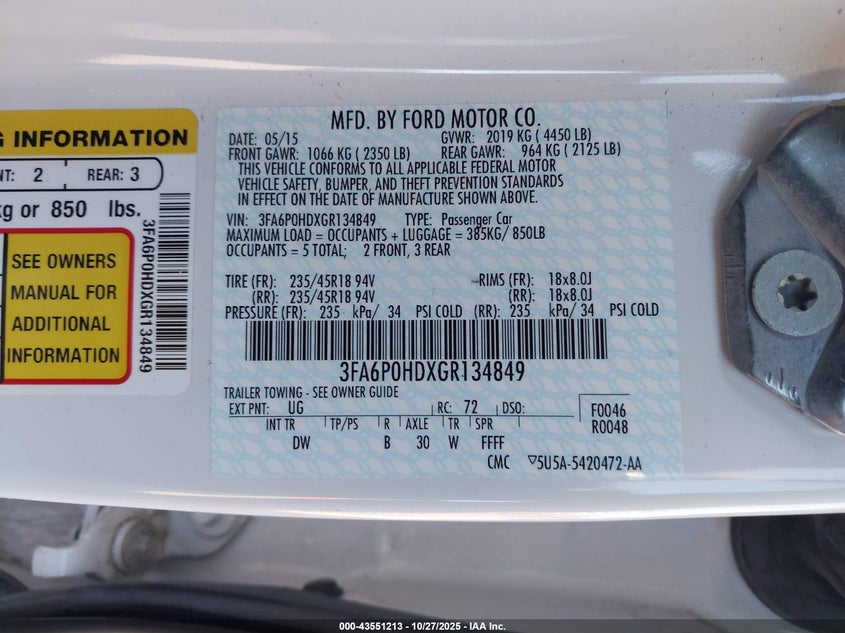 G INFORMATION
NT: 2 REAR: 3
kg or 850 lbs.
SEE OWNERS
MANUAL FOR
ADDITIONAL
INFORMATION
3FA6P0HDXGR134849
MFD. BY FORD MOTOR CO.
DATE: 05/15 GVWR: 2019 KG ( 4450 LB)
FRONT GAWR: 1066 KG ( 2350 LB) REAR GAWR: 964 KG ( 2125 LB)
THIS VEHICLE CONFORMS TO ALL APPLICABLE FEDERAL MOTOR
VEHICLE SAFETY, BUMPER, AND THEFT PREVENTION STANDARDS
IN EFFECT ON THE DATE OF MANUFACTURE SHOWN ABOVE.
VIN: 3FA6P0HDXGR134849 TYPE: Passenger Car
MAXIMUM LOAD = OCCUPANTS + LUGGAGE = 385KG/ 850LB
OCCUPANTS = 5 TOTAL; 2 FRONT, 3 REAR
TIRE (FR): 235/45R18 94V RIMS (FR): 18x8.0J
(RR): 235/45R18 94V (RR): 18x8.0J
PRESSURE (FR): 235 kPa/ 34 PSI COLD (RR): 235 kPa/ 34 PSI COLD
3FA6P0HDXGR134849
TRAILER TOWING - SEE OWNER GUIDE
EXT PNT: UG RC: 72 DSO: F0046
R0048
INT TR TP/PS R AXLE TR SPR
DW B 30 W FFFF
CMC ▽5U5A-5420472-AA
000-43551213 - 10/27/2025 - IAA Inc.